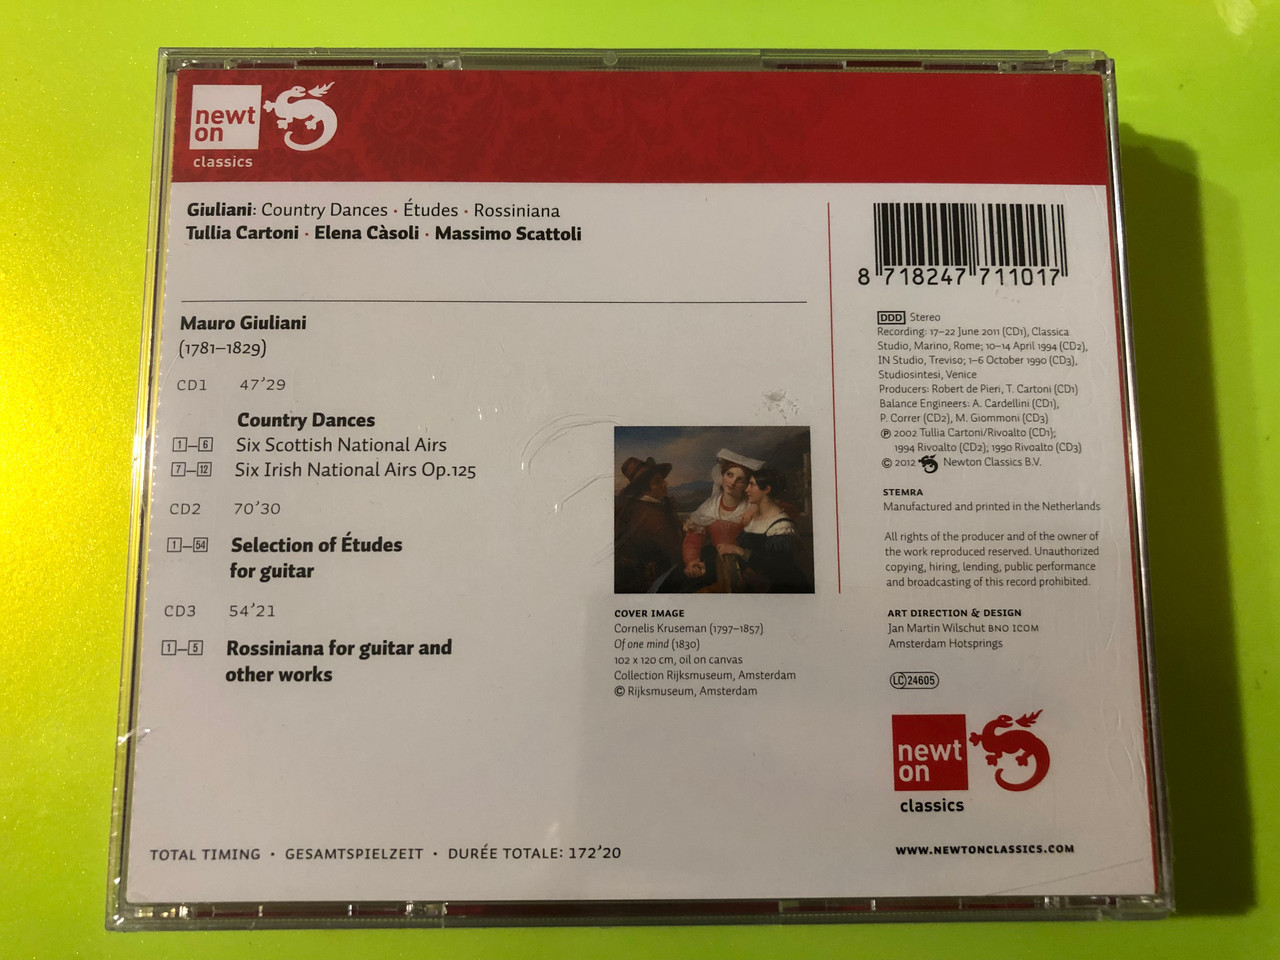 newt
on
classics
Giuliani: Country Dances · Études · Rossiniana
Tullia Cartoni · Elena Càsoli · Massimo Scattoli
Mauro Giuliani
(1781–1829)
CD1 47’29
Country Dances
1–6 Six Scottish National Airs
7–12 Six Irish National Airs Op.125
CD2 70’30
1–54 Selection of Études
for guitar
CD3 54’21
1–5 Rossiniana for guitar and
other works
TOTAL TIMING · GESAMTSPIELZEIT · DURÉE TOTALE: 172’20
COVER IMAGE
Cornelis Kruseman (1797–1857)
Of one mind (1830)
102 x 120 cm, oil on canvas
Collection Rijksmuseum, Amsterdam
© Rijksmuseum, Amsterdam
8 718247 711017
DDD Stereo
Recording: 17–22 June 2011 (CD1), Classica
Studio, Marino, Rome; 10–14 April 1994 (CD2),
IN Studio, Treviso; 1–6 October 1990 (CD3),
Studiosintesi, Venice
Producers: Robert de Pieri, T. Cartoni (CD1)
Balance Engineers: A. Cardellini (CD1),
P. Correr (CD2), M. Giommoni (CD3)
℗ 2002 Tullia Cartoni/Rivoalto (CD1);
1994 Rivoalto (CD2); 1990 Rivoalto (CD3)
© 2012 Newton Classics B.V.
STEMRA
Manufactured and printed in the Netherlands
All rights of the producer and of the owner of
the work reproduced reserved. Unauthorized
copying, hiring, lending, public performance
and broadcasting of this record prohibited.
ART DIRECTION & DESIGN
Jan Martin Wilschut BNO ICOM
Amsterdam Hotsprings
LC 24605
newt
on
classics
WWW.NEWTONCLASSICS.COM